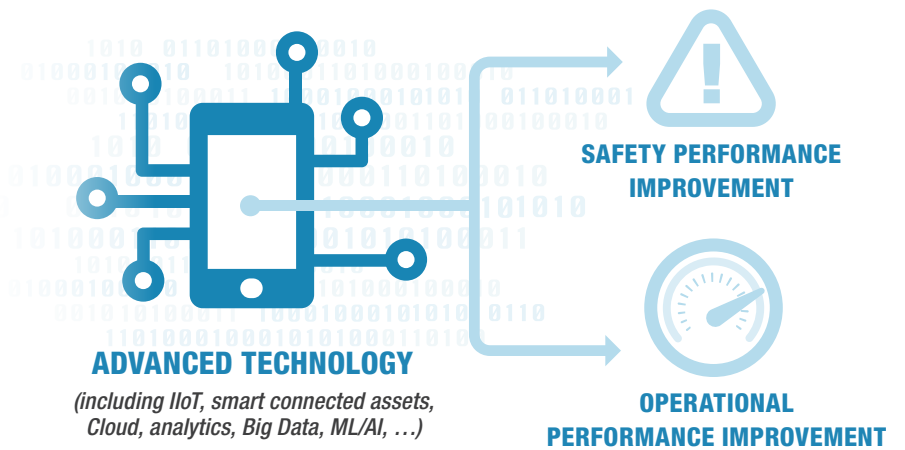 ADVANCED TECHNOLOGY
(including IIoT, smart connected assets,
Cloud, analytics, Big Data, ML/AI, …)
!
SAFETY PERFORMANCE
IMPROVEMENT
OPERATIONAL
PERFORMANCE IMPROVEMENT